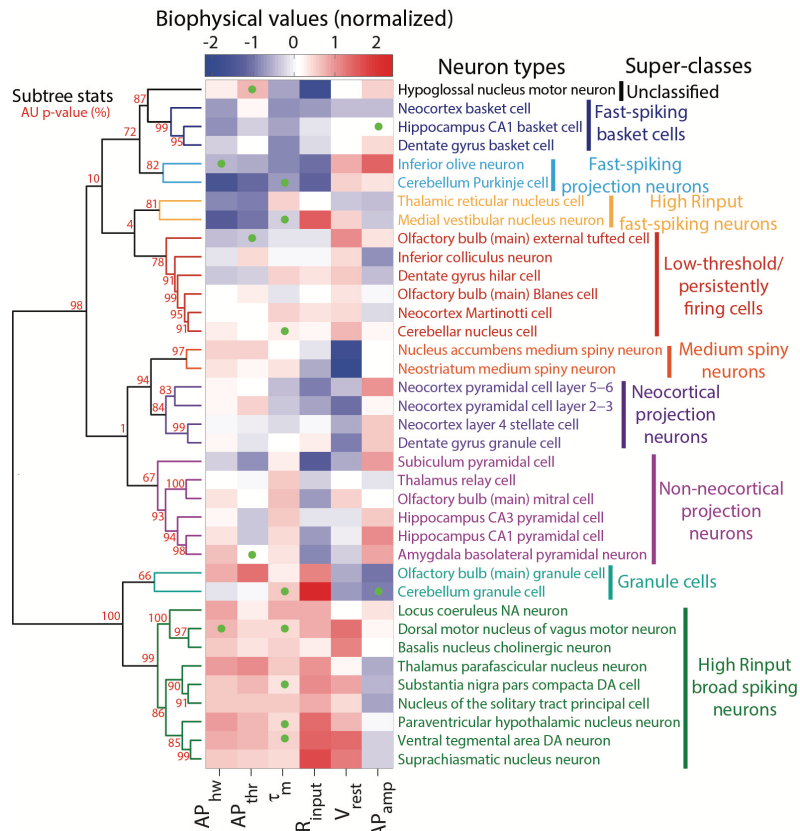 Biophysical values (normalized)
-2 -1 0 1 2
Neuron types
Super-classes
Subtree stats
AU p-value (%)
Hypoglossal nucleus motor neuron
Neocortex basket cell
Hippocampus CA1 basket cell
Dentate gyrus basket cell
Inferior olive neuron
Cerebellum Purkinje cell
Thalamic reticular nucleus cell
Medial vestibular nucleus neuron
Olfactory bulb (main) external tufted cell
Inferior colliculus neuron
Dentate gyrus hilar cell
Olfactory bulb (main) Blanes cell
Neocortex Martinotti cell
Cerebellar nucleus cell
Nucleus accumbens medium spiny neuron
Neostriatum medium spiny neuron
Neocortex pyramidal cell layer 5−6
Neocortex pyramidal cell layer 2−3
Neocortex layer 4 stellate cell
Dentate gyrus granule cell
Subiculum pyramidal cell
Thalamus relay cell
Olfactory bulb (main) mitral cell
Hippocampus CA3 pyramidal cell
Hippocampus CA1 pyramidal cell
Amygdala basolateral pyramidal neuron
Olfactory bulb (main) granule cell
Cerebellum granule cell
Locus coeruleus NA neuron
Dorsal motor nucleus of vagus motor neuron
Basalis nucleus cholinergic neuron
Thalamus parafascicular nucleus neuron
Substantia nigra pars compacta DA cell
Nucleus of the solitary tract principal cell
Paraventricular hypothalamic nucleus neuron
Ventral tegmental area DA neuron
Suprachiasmatic nucleus neuron
Unclassified
Fast-spiking
basket cells
Fast-spiking
projection neurons
High Rinput
fast-spiking neurons
Low-threshold/
persistently
firing cells
Medium spiny
neurons
Neocortical
projection
neurons
Non-neocortical
projection
neurons
Granule cells
High Rinput
broad spiking
neurons
87
99
72
95
82
10
81
4
78
91
99
95
91
98
97
94
83
84
99
1
67
100
93
94
98
66
100
100
97
99
90
91
86
85
99
AP hw
AP thr
τ m
R input
V rest
AP amp